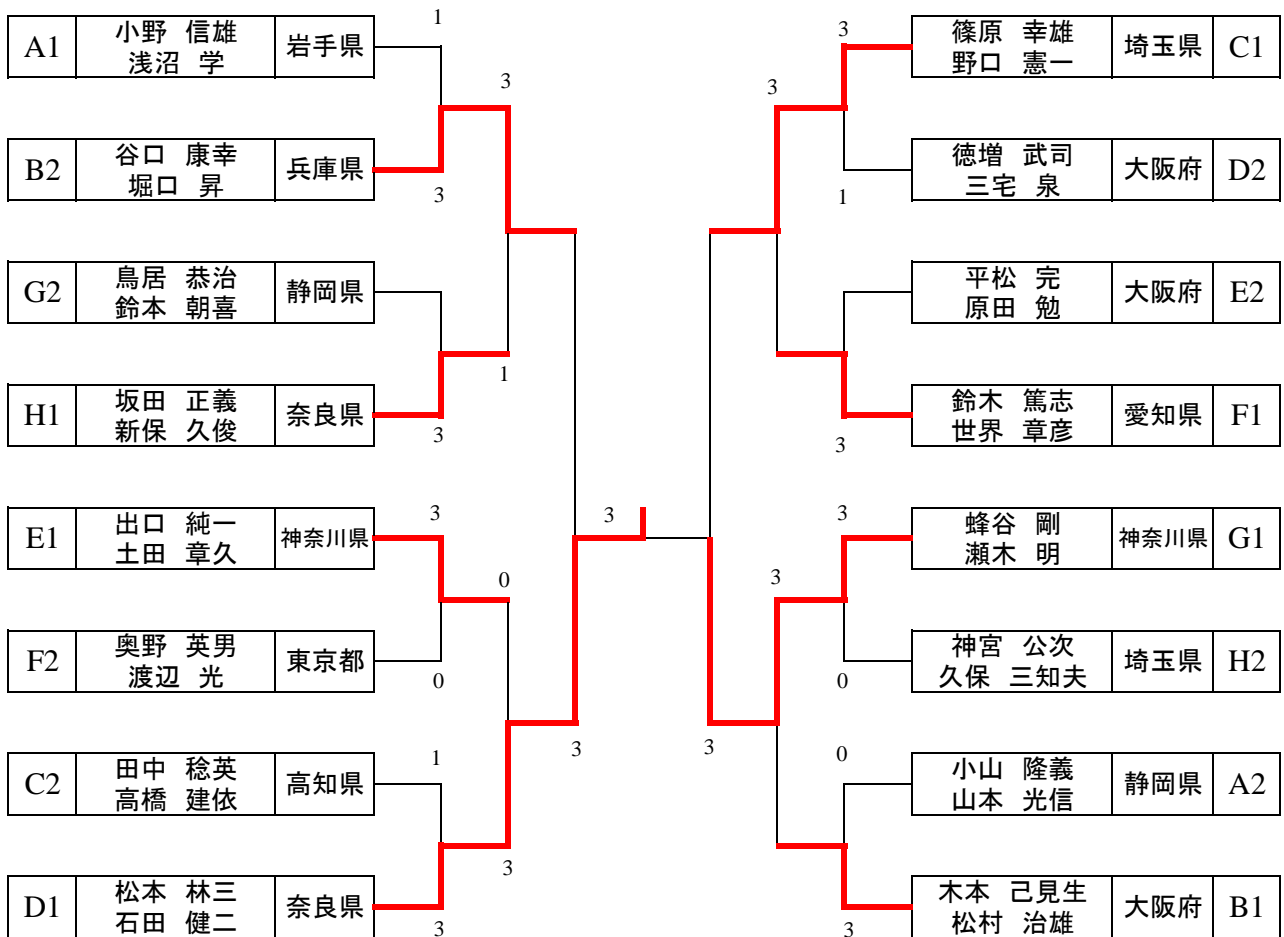 1
A1 小野 信雄 岩手県
浅沼 学
3
B2 谷口 康幸 兵庫県
堀口 昇
3
G2 鳥居 恭治 静岡県
鈴木 朝喜
1
H1 坂田 正義 奈良県
新保 久俊
3
3
E1 出口 純一 神奈川県
土田 章久
0
F2 奥野 英男 東京都
渡辺 光
0
3
1
C2 田中 稔英 高知県
高橋 建依
3
D1 松本 林三 奈良県
石田 健二
3
3
3
篠原 幸雄 埼玉県 C1
野口 憲一
3
徳増 武司 大阪府 D2
三宅 泉
1
平松 完 大阪府 E2
原田 勉
鈴木 篤志 愛知県 F1
世界 章彦
3
3
蜂谷 剛 神奈川県 G1
瀬木 明
3
神宮 公次 埼玉県 H2
久保 三知夫
0
3
0
小山 隆義 静岡県 A2
山本 光信
木本 己見生 大阪府 B1
松村 治雄
3